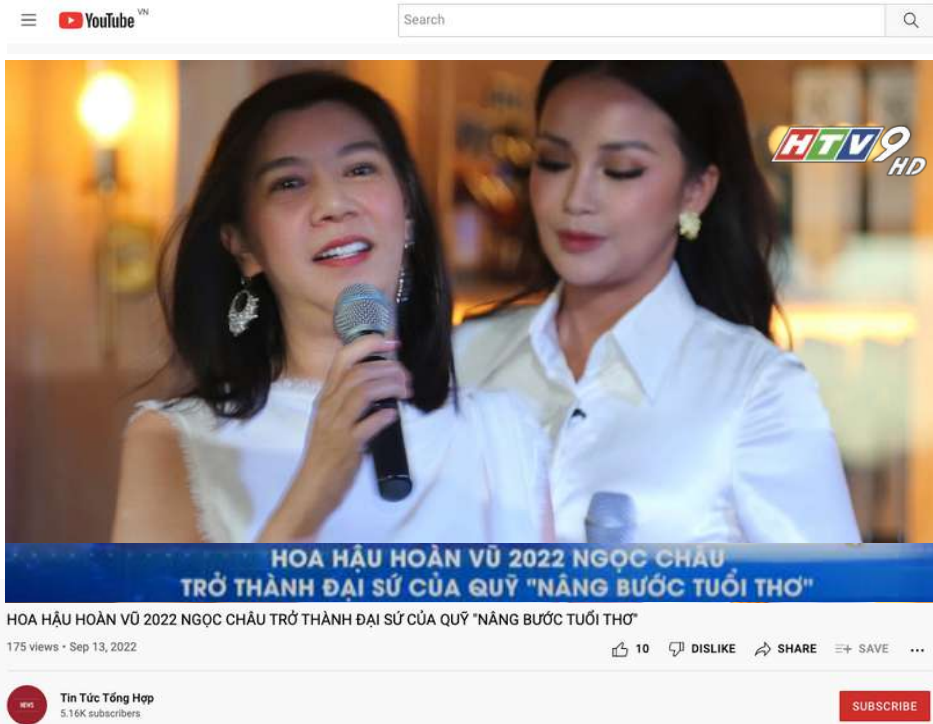 YouTube VN
Search
HTV9
HD
HOA HẬU HOÀN VŨ 2022 NGỌC CHÂU
TRỞ THÀNH ĐẠI SỨ CỦA QUỸ "NÂNG BƯỚC TUỔI THƠ"
HOA HẬU HOÀN VŨ 2022 NGỌC CHÂU TRỞ THÀNH ĐẠI SỨ CỦA QUỸ "NÂNG BƯỚC TUỔI THƠ"
175 views • Sep 13, 2022
10 DISLIKE SHARE SAVE
NEWS
Tin Tức Tổng Hợp
5.16K subscribers
SUBSCRIBE